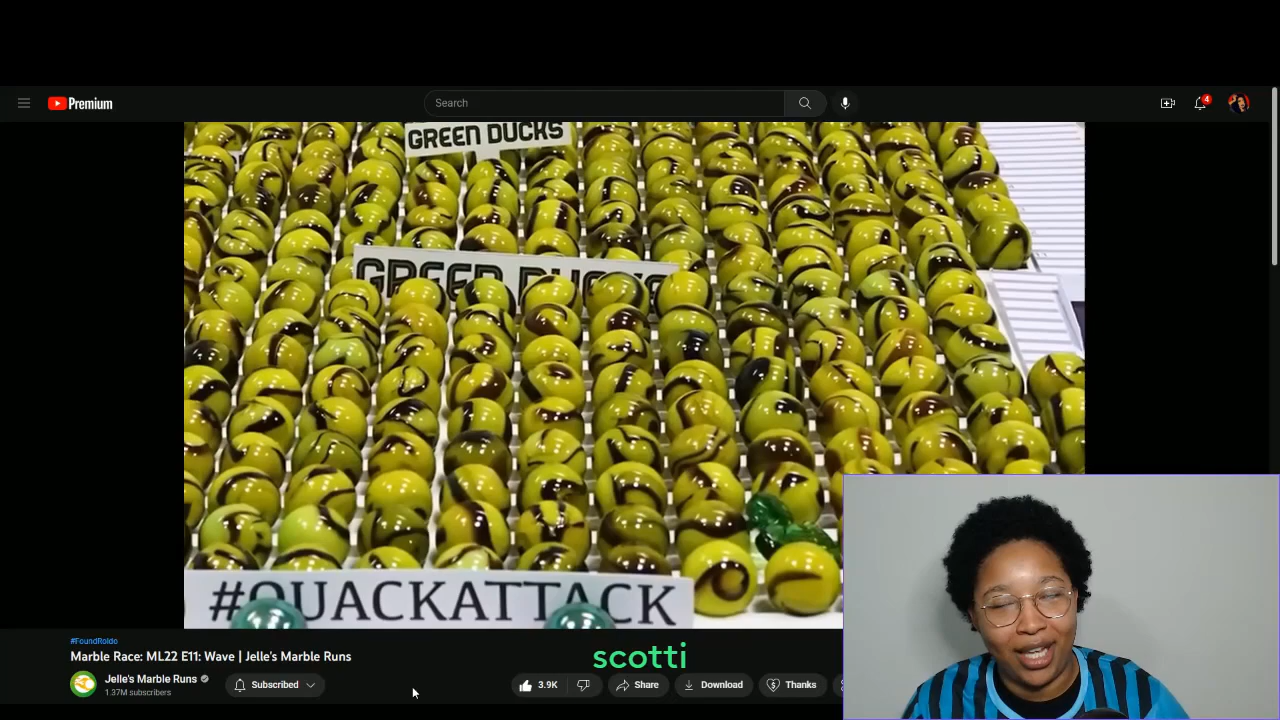 Premium
Search
4
GREEN DUCKS
GREEN DUCKS
#QUACKATTACK
#FoundRoldo
Marble Race: ML22 E11: Wave | Jelle's Marble Runs
scotti
Jelle's Marble Runs
1.37M subscribers
Subscribed
3.9K
Share
Download
Thanks